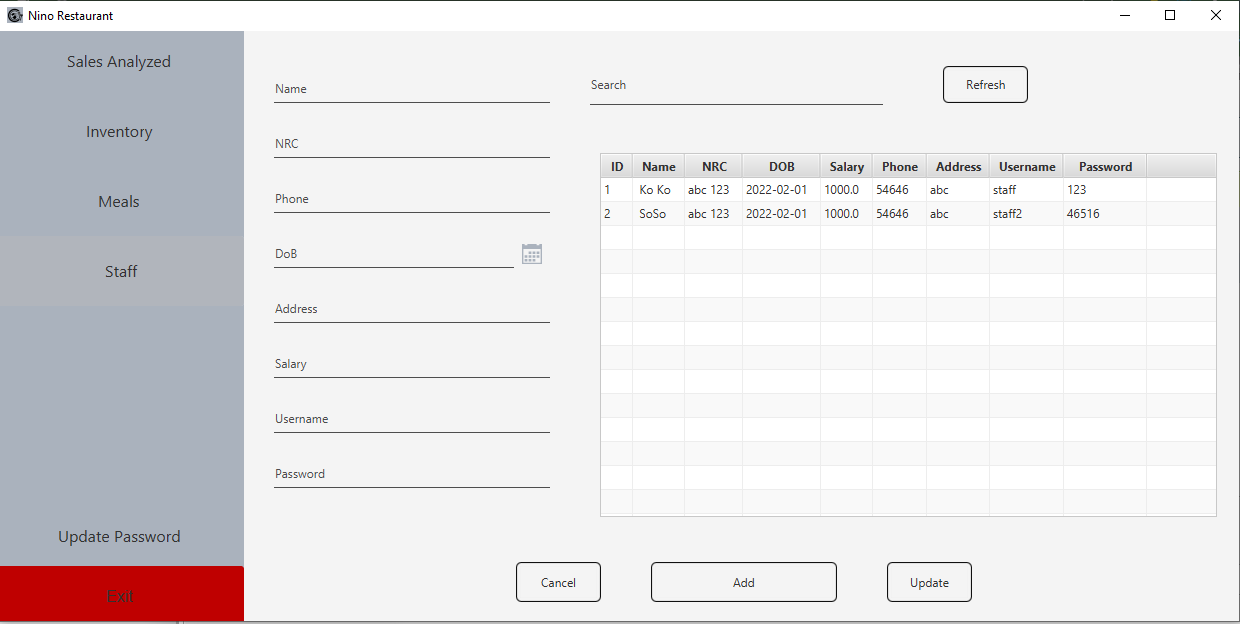 Nino Restaurant
Sales Analyzed
Inventory
Meals
Staff
Update Password
Exit
Name
NRC
Phone
DoB
Address
Salary
Username
Password
Search
Refresh
ID Name NRC DOB Salary Phone Address Username Password
1 Ko Ko abc 123 2022-02-01 1000.0 54646 abc staff 123
2 SoSo abc 123 2022-02-01 1000.0 54646 abc staff2 46516
Cancel Add Update